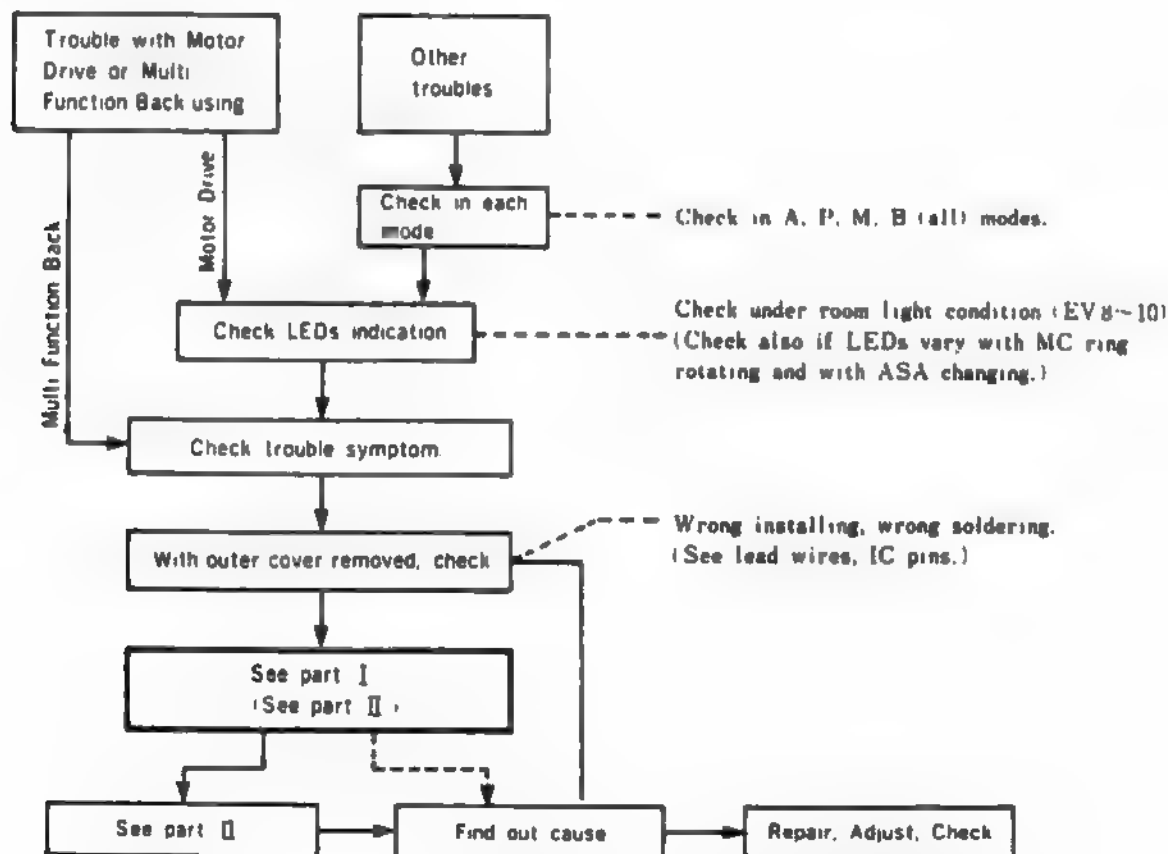 Trouble with Motor
Drive or Multi
Function Back using
Other
troubles
Multi Function Back
Motor Drive
Check in each
mode
Check in A, P, M, B (all) modes.
Check LEDs indication
Check under room light condition (EV 8~10)
(Check also if LEDs vary with MC ring
rotating and with ASA changing.)
Check trouble symptom.
With outer cover removed, check
Wrong installing, wrong soldering.
(See lead wires, IC pins.)
See part I
(See part II)
See part II
Find out cause
Repair, Adjust, Check